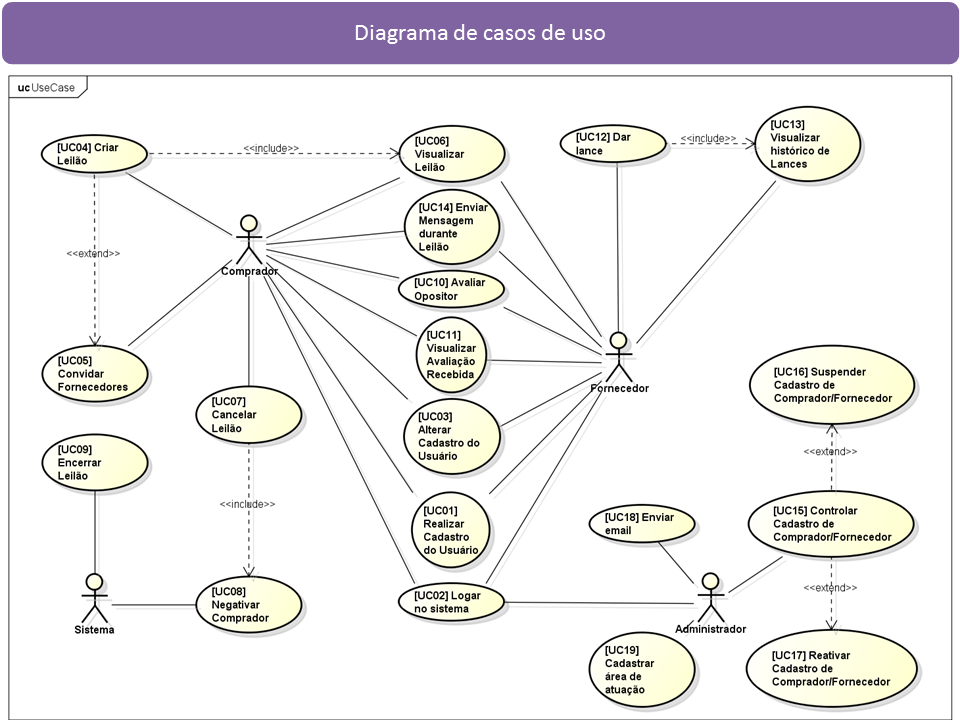 Diagrama de casos de uso
uc UseCase
[UC04] Criar
Leilão
<<include>>
[UC06]
Visualizar
Leilão
[UC12] Dar
lance
<<include>>
[UC13]
Visualizar
histórico de
Lances
[UC14] Enviar
Mensagem
durante
Leilão
<<extend>>
Comprador
[UC10] Avaliar
Opositor
[UC11]
Visualizar
Avaliação
Recebida
Fornecedor
[UC05]
Convidar
Fornecedores
[UC16] Suspender
Cadastro de
Comprador/Fornecedor
[UC07]
Cancelar
Leilão
[UC03]
Alterar
Cadastro do
Usuário
[UC09]
Encerrar
Leilão
<<extend>>
<<include>>
[UC01]
Realizar
Cadastro
do Usuário
[UC18] Enviar
email
[UC15] Controlar
Cadastro de
Comprador/Fornecedor
<<extend>>
[UC08]
Negativar
Comprador
[UC02] Logar
no sistema
Sistema
Administrador
[UC19]
Cadastrar
área de
atuação
[UC17] Reativar
Cadastro de
Comprador/Fornecedor